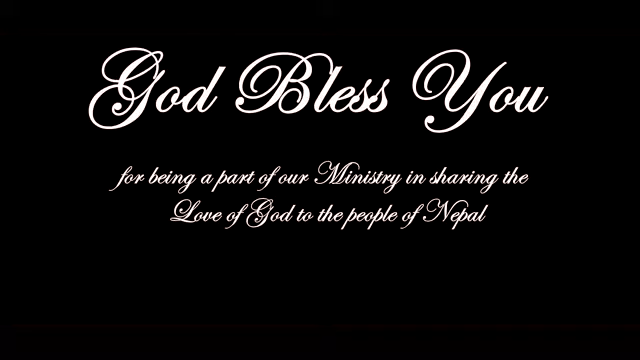 God Bless You
for being a part of our Ministry in sharing the
Love of God to the people of Nepal